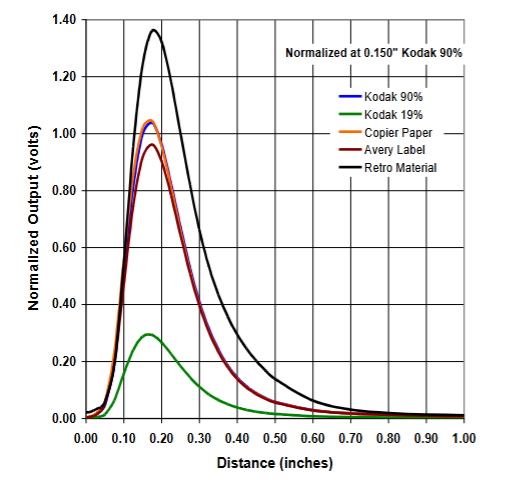 1.40
1.20
1.00
0.80
0.60
0.40
0.20
0.00
Normalized Output (volts)
Normalized at 0.150" Kodak 90%
Kodak 90%
Kodak 19%
Copier Paper
Avery Label
Retro Material
0.00 0.10 0.20 0.30 0.40 0.50 0.60 0.70 0.80 0.90 1.00
Distance (inches)